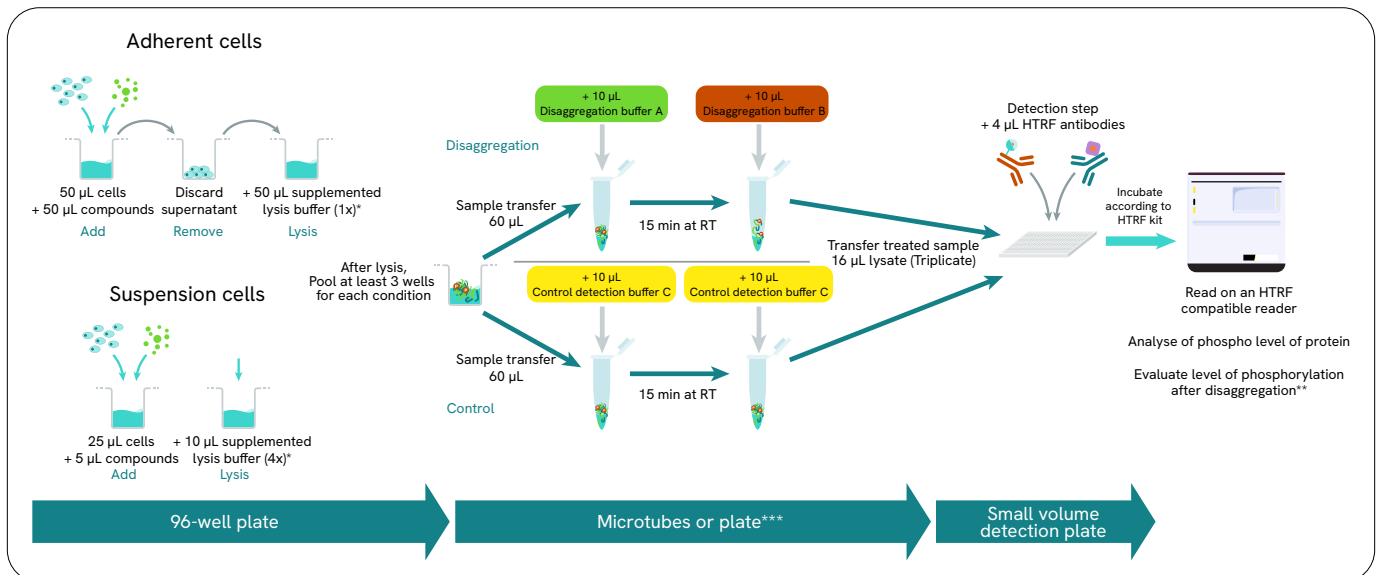 Adherent cells
50 µL cells
+ 50 µL compounds
Add
Discard
supernatant
Remove
+ 50 µL supplemented
lysis buffer (1x)*
Lysis
Suspension cells
25 µL cells
+ 5 µL compounds
Add
+ 10 µL supplemented
lysis buffer (4x)*
Lysis
After lysis,
Pool at least 3 wells
for each condition
Disaggregation
Sample transfer
60 µL
+ 10 µL
Disaggregation buffer A
15 min at RT
+ 10 µL
Disaggregation buffer B
+ 10 µL
Control detection buffer C
+ 10 µL
Control detection buffer C
Sample transfer
60 µL
15 min at RT
Control
Transfer treated sample
16 µL lysate (Triplicate)
Detection step
+ 4 µL HTRF antibodies
Incubate
according to
HTRF kit
Read on an HTRF
compatible reader
Analyse of phospho level of protein
Evaluate level of phosphorylation
after disaggregation**
96-well plate
Microtubes or plate***
Small volume
detection plate